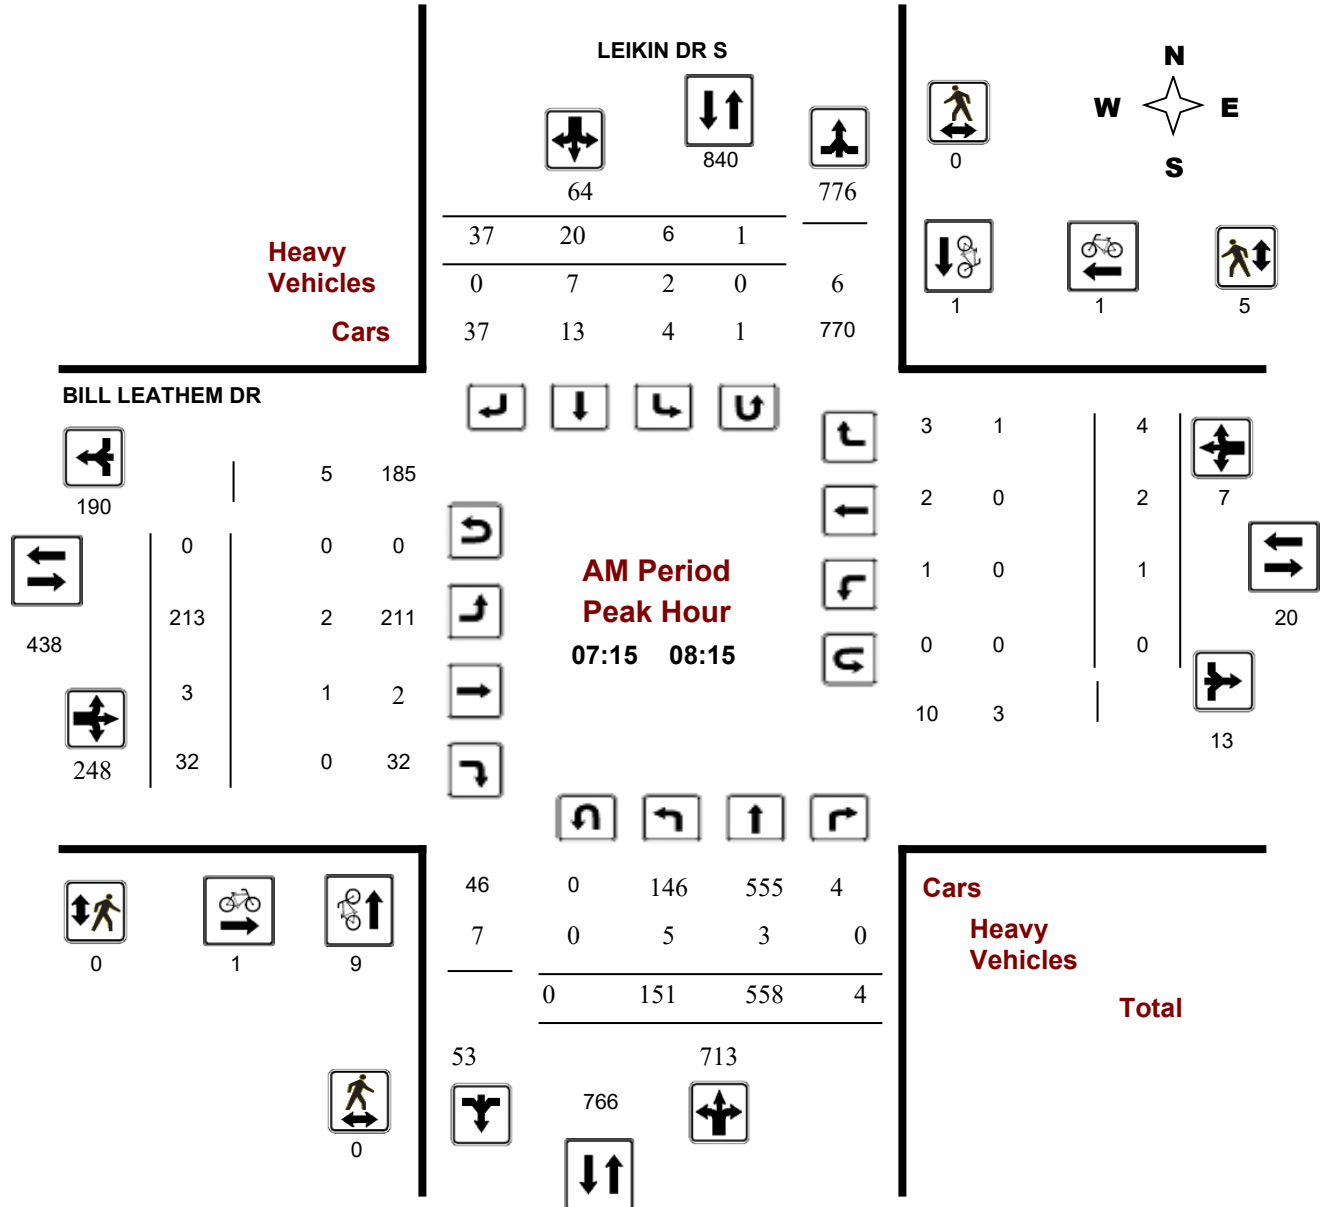 LEIKIN DR S
N
W E
S
840
0
64 776
37 20 6 1
Heavy
Vehicles
0 7 2 0 6
1 1 5
Cars 37 13 4 1 770
BILL LEATHEM DR
3 1 4
5 185
190
2 0 2 7
0 0 0
AM Period
1 0 1
Peak Hour
213 2 211
20
438
07:15 08:15
0 0 0
3 1 2
10 3
13
248 32 0 32
46 0 146 555 4 Cars
7 0 5 3 0 Heavy
Vehicles
0 1 9
0 151 558 4
Total
53 713
766
0